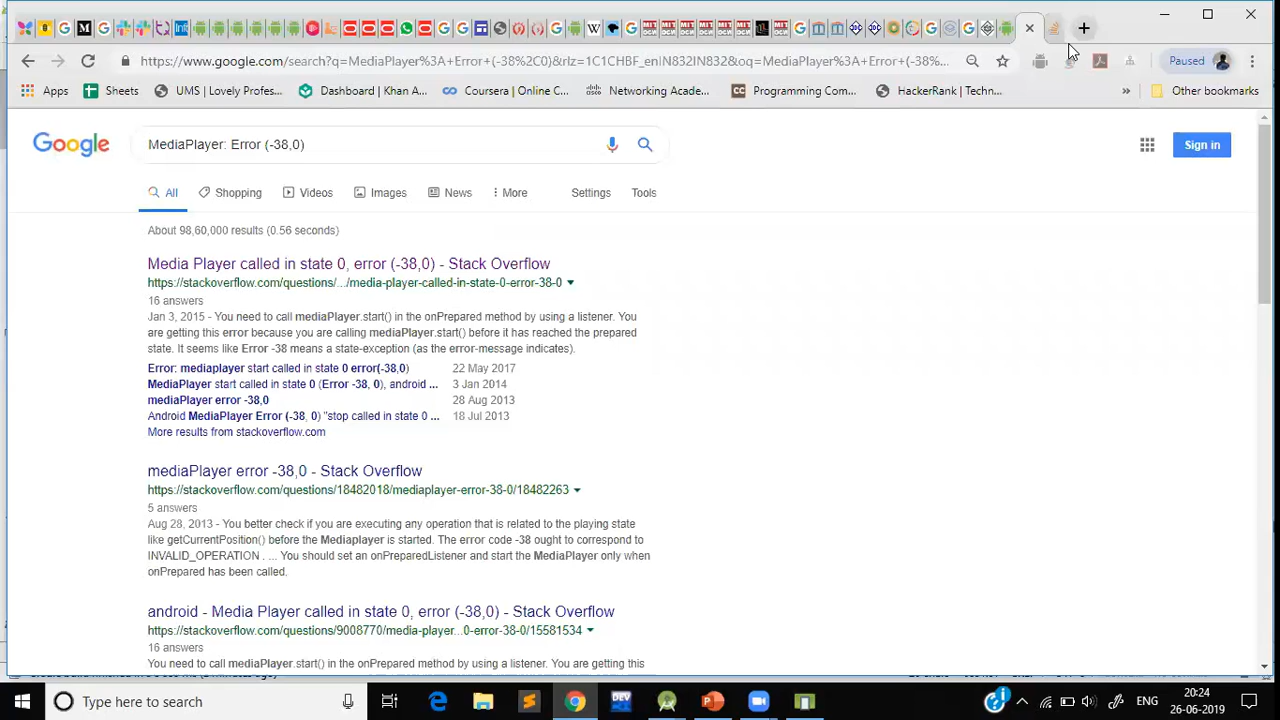 https://www.google.com/search?q=MediaPlayer%3A+Error+(-38%2C0)&rlz=1C1CHBF_enIN832IN832&oq=MediaPlayer%3A+Error+(-38%...
Paused
Apps
Sheets
UMS | Lovely Profes...
Dashboard | Khan A...
Coursera | Online C...
Networking Academy...
Programming Com...
HackerRank | Techn...
»
Other bookmarks
Google
MediaPlayer: Error (-38,0)
Sign in
All
Shopping
Videos
Images
News
More
Settings
Tools
About 98,60,000 results (0.56 seconds)
Media Player called in state 0, error (-38,0) - Stack Overflow
https://stackoverflow.com/questions/.../media-player-called-in-state-0-error-38-0
16 answers
Jan 3, 2015 - You need to call mediaPlayer.start() in the onPrepared method by using a listener. You
are getting this error because you are calling mediaPlayer.start() before it has reached the prepared
state. It seems like Error -38 means a state-exception (as the error-message indicates).
Error: mediaplayer start called in state 0 error(-38,0) 22 May 2017
MediaPlayer start called in state 0 (Error -38, 0), android ... 3 Jan 2014
mediaPlayer error -38,0 28 Aug 2013
Android MediaPlayer Error (-38, 0) "stop called in state 0 ... 18 Jul 2013
More results from stackoverflow.com
mediaPlayer error -38,0 - Stack Overflow
https://stackoverflow.com/questions/18482018/mediaplayer-error-38-0/18482263
5 answers
Aug 28, 2013 - You better check if you are executing any operation that is related to the playing state
like getCurrentPosition() before the Mediaplayer is started. The error code -38 ought to correspond to
INVALID_OPERATION . ... You should set an onPreparedListener and start the MediaPlayer only when
onPrepared has been called.
android - Media Player called in state 0, error (-38,0) - Stack Overflow
https://stackoverflow.com/questions/9008770/media-player...0-error-38-0/15581534
16 answers
You need to call mediaPlayer.start() in the onPrepared method by using a listener. You are getting this
Type here to search
DEV
ENG
20:24
26-06-2019